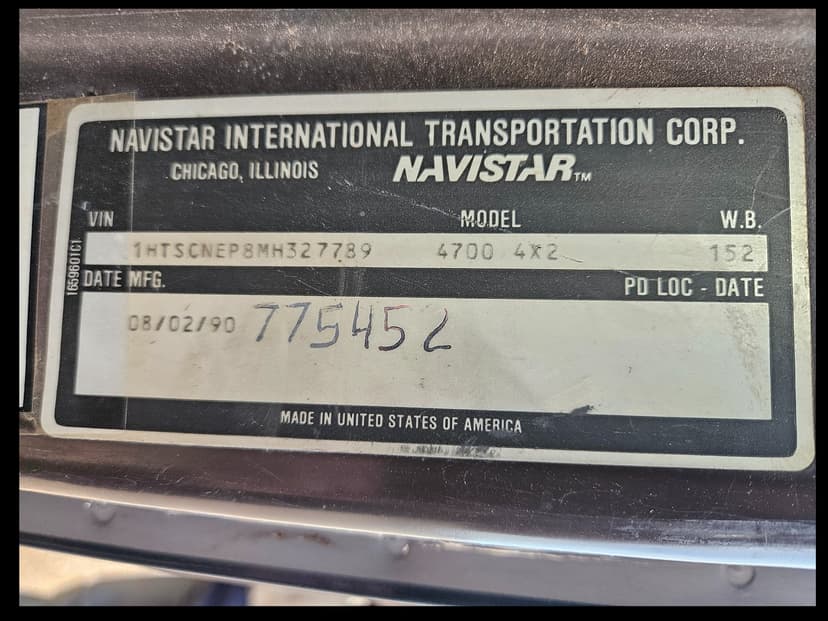 NAVISTAR INTERNATIONAL TRANSPORTATION CORP.
CHICAGO, ILLINOIS NAVISTAR™
VIN MODEL W.B.
1HTSCNEP8MH327789 4700 4X2 152
1659601C1
DATE MFG. PD LOC - DATE
08/02/90 775452
MADE IN UNITED STATES OF AMERICA